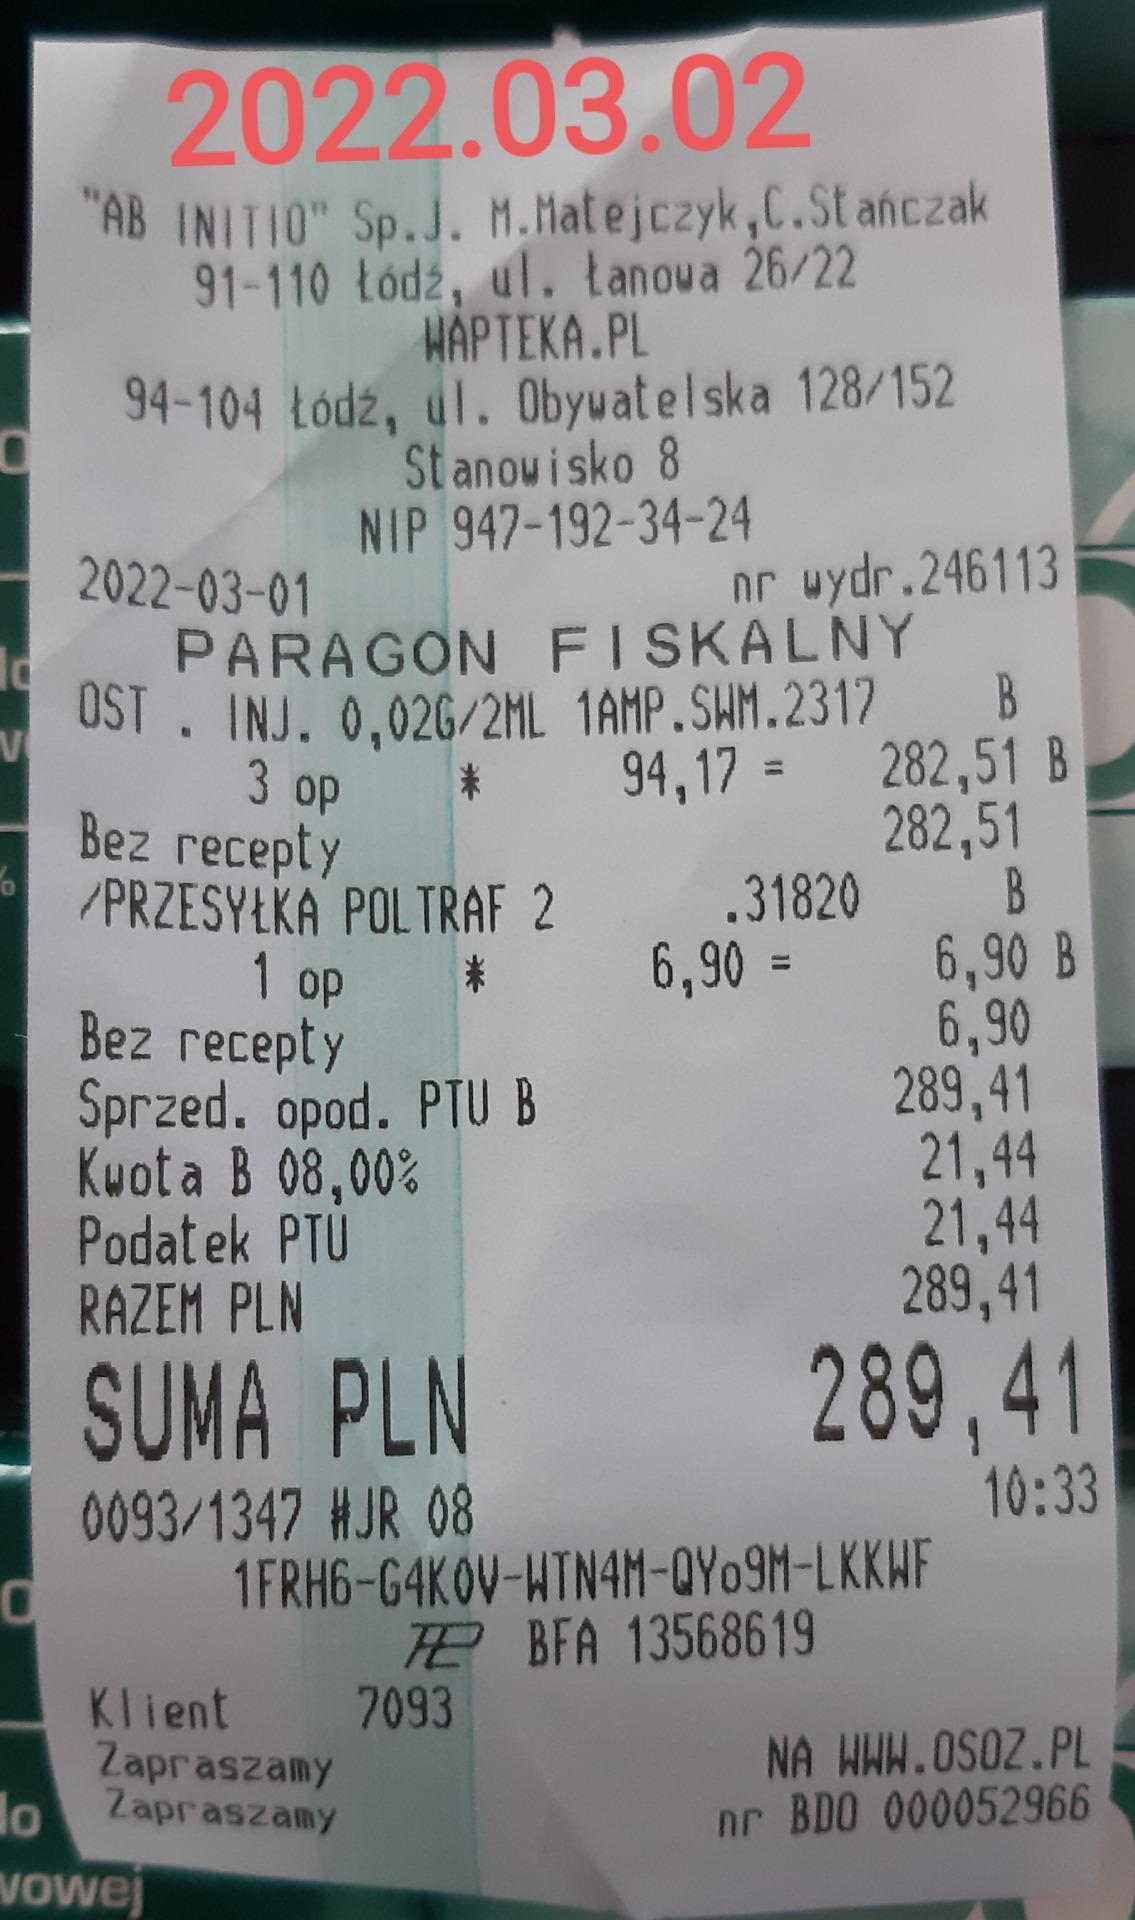 2022.03.02
"AB INITIO" Sp.J. M.Matejczyk,C.Stańczak
91-110 Łódź, ul. Łanowa 26/22
WAPTEKA.PL
94-104 Łódź, ul. Obywatelska 128/152
Stanowisko 8
NIP 947-192-34-24
2022-03-01 nr wydr.246113
PARAGON FISKALNY
OST . INJ. 0,02G/2ML 1AMP.SWM.2317 B
3 op * 94,17 = 282,51 B
Bez recepty 282,51
/PRZESYŁKA POLTRAF 2 .31820 B
1 op * 6,90 = 6,90 B
Bez recepty 6,90
Sprzed. opod. PTU B 289,41
Kwota B 08,00% 21,44
Podatek PTU 21,44
RAZEM PLN 289,41
SUMA PLN 289,41
0093/1347 #JR 08 10:33
1FRH6-G4KOV-WTN4M-QYo9M-LKKWF
BFA 13568619
Klient 7093
Zapraszamy NA WWW.OSOZ.PL
Zapraszamy nr BDO 000052966
wowej